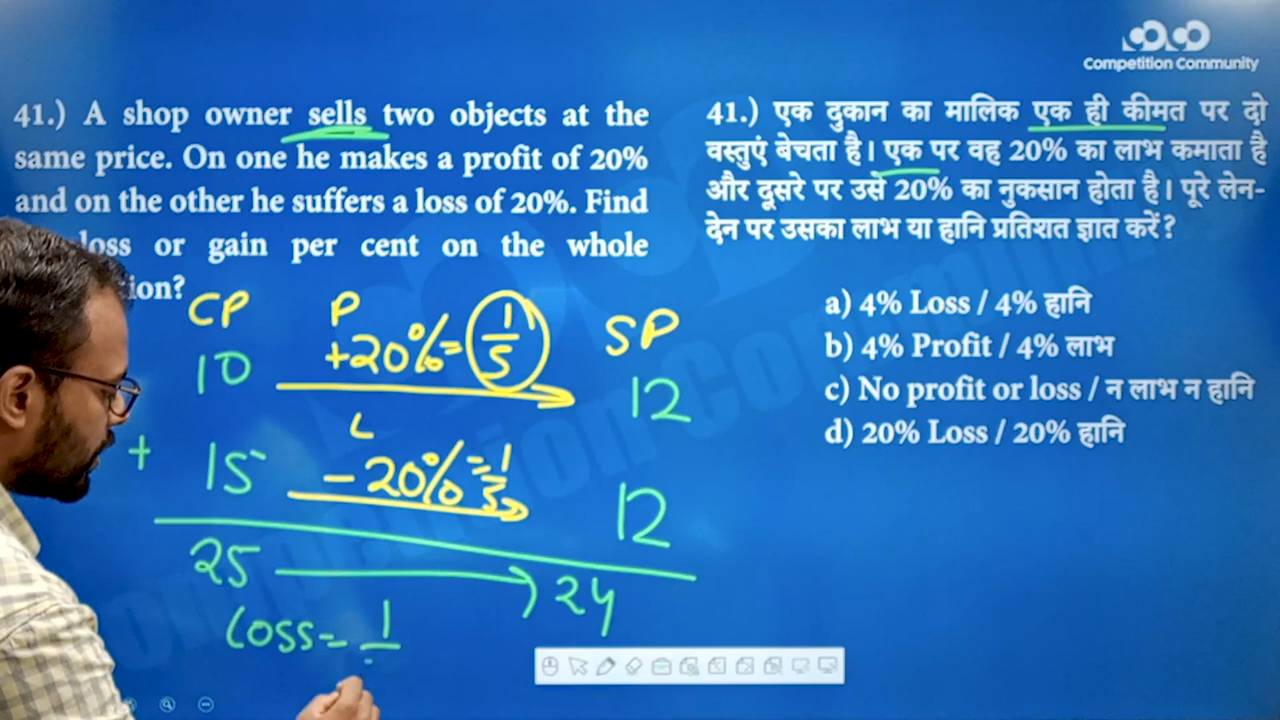 Competition Community
41.) A shop owner sells two objects at the
same price. On one he makes a profit of 20%
and on the other he suffers a loss of 20%. Find
loss or gain per cent on the whole
ion?
41.) एक दुकान का मालिक एक ही कीमत पर दो
वस्तुएं बेचता है। एक पर वह 20% का लाभ कमाता है
और दूसरे पर उसे 20% का नुकसान होता है। पूरे लेन-
देन पर उसका लाभ या हानि प्रतिशत ज्ञात करें?
a) 4% Loss / 4% हानि
b) 4% Profit / 4% लाभ
c) No profit or loss / न लाभ न हानि
d) 20% Loss / 20% हानि
CP P SP
10 +20% = 1/5 12
L
+ 15 -20% = 1/5 12
25 → 24
Loss = 1